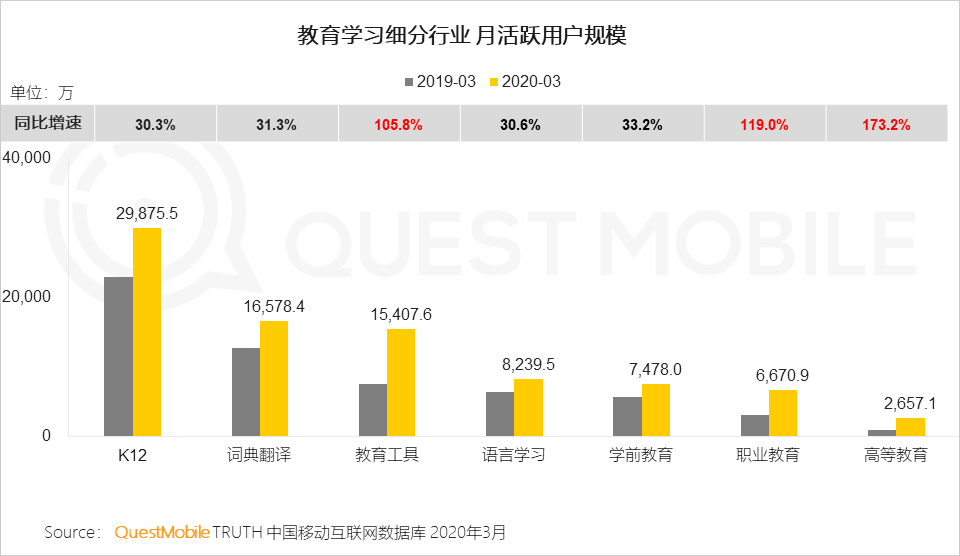 教育学习细分行业 月活跃用户规模
2019-03 2020-03
单位：万
同比增速 30.3% 31.3% 105.8% 30.6% 33.2% 119.0% 173.2%
40,000
QUEST MOBILE
29,875.5
20,000
16,578.4
15,407.6
8,239.5
7,478.0
6,670.9
2,657.1
0
K12 词典翻译 教育工具 语言学习 学前教育 职业教育 高等教育
Source： QuestMobile TRUTH 中国移动互联网数据库 2020年3月